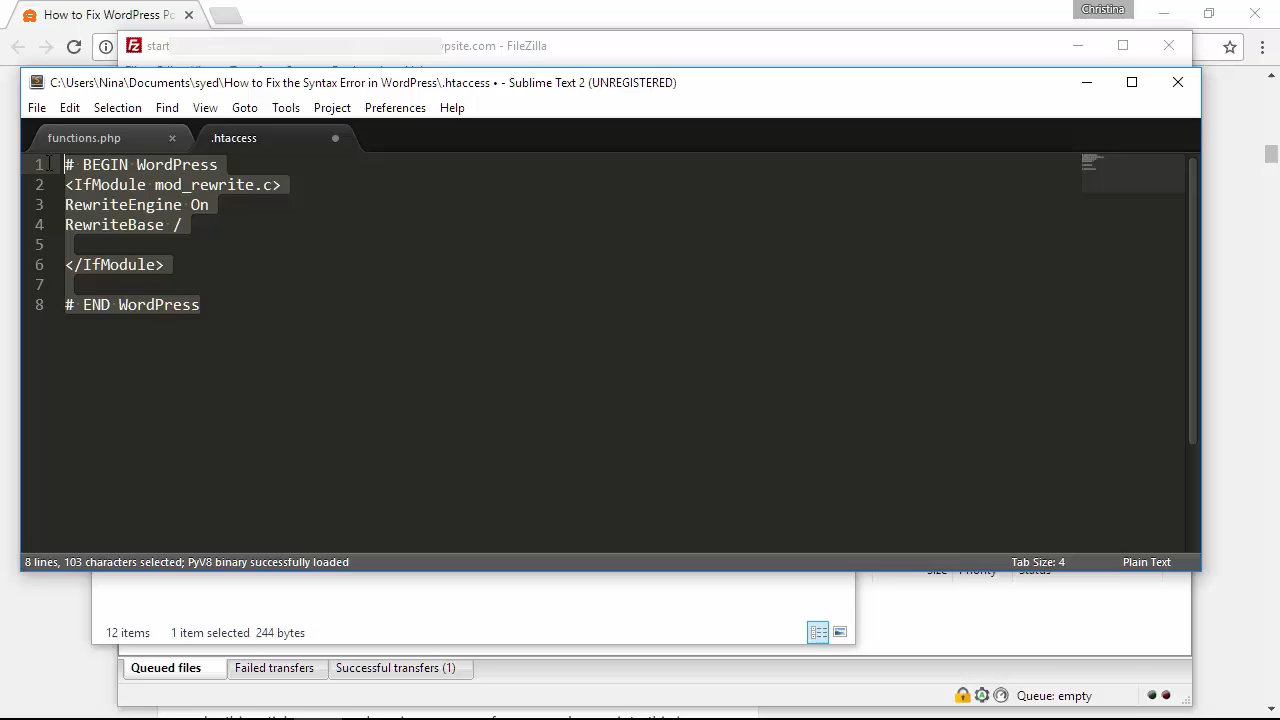 How to Fix WordPress Po
Christina
start
ypsite.com - FileZilla
C:\Users\Nina\Documents\syed\How to Fix the Syntax Error in WordPress\.htaccess • - Sublime Text 2 (UNREGISTERED)
File Edit Selection Find View Goto Tools Project Preferences Help
functions.php .htaccess
1 # BEGIN WordPress
2 <IfModule mod_rewrite.c>
3 RewriteEngine On
4 RewriteBase /
5
6 </IfModule>
7
8 # END WordPress
8 lines, 103 characters selected; PyV8 binary successfully loaded Tab Size: 4 Plain Text
Size Priority Status
12 items 1 item selected 244 bytes
Queued files Failed transfers Successful transfers (1)
Queue: empty